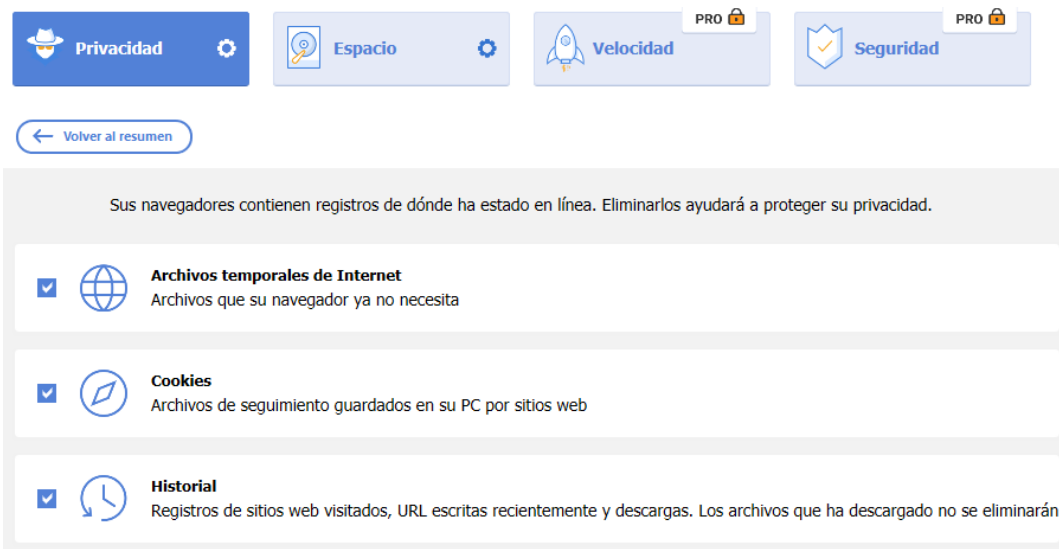 PRO
PRO
Privacidad
Espacio
Velocidad
Seguridad
Volver al resumen
Sus navegadores contienen registros de dónde ha estado en línea. Eliminarlos ayudará a proteger su privacidad.
Archivos temporales de Internet
Archivos que su navegador ya no necesita
Cookies
Archivos de seguimiento guardados en su PC por sitios web
Historial
Registros de sitios web visitados, URL escritas recientemente y descargas. Los archivos que ha descargado no se eliminarán